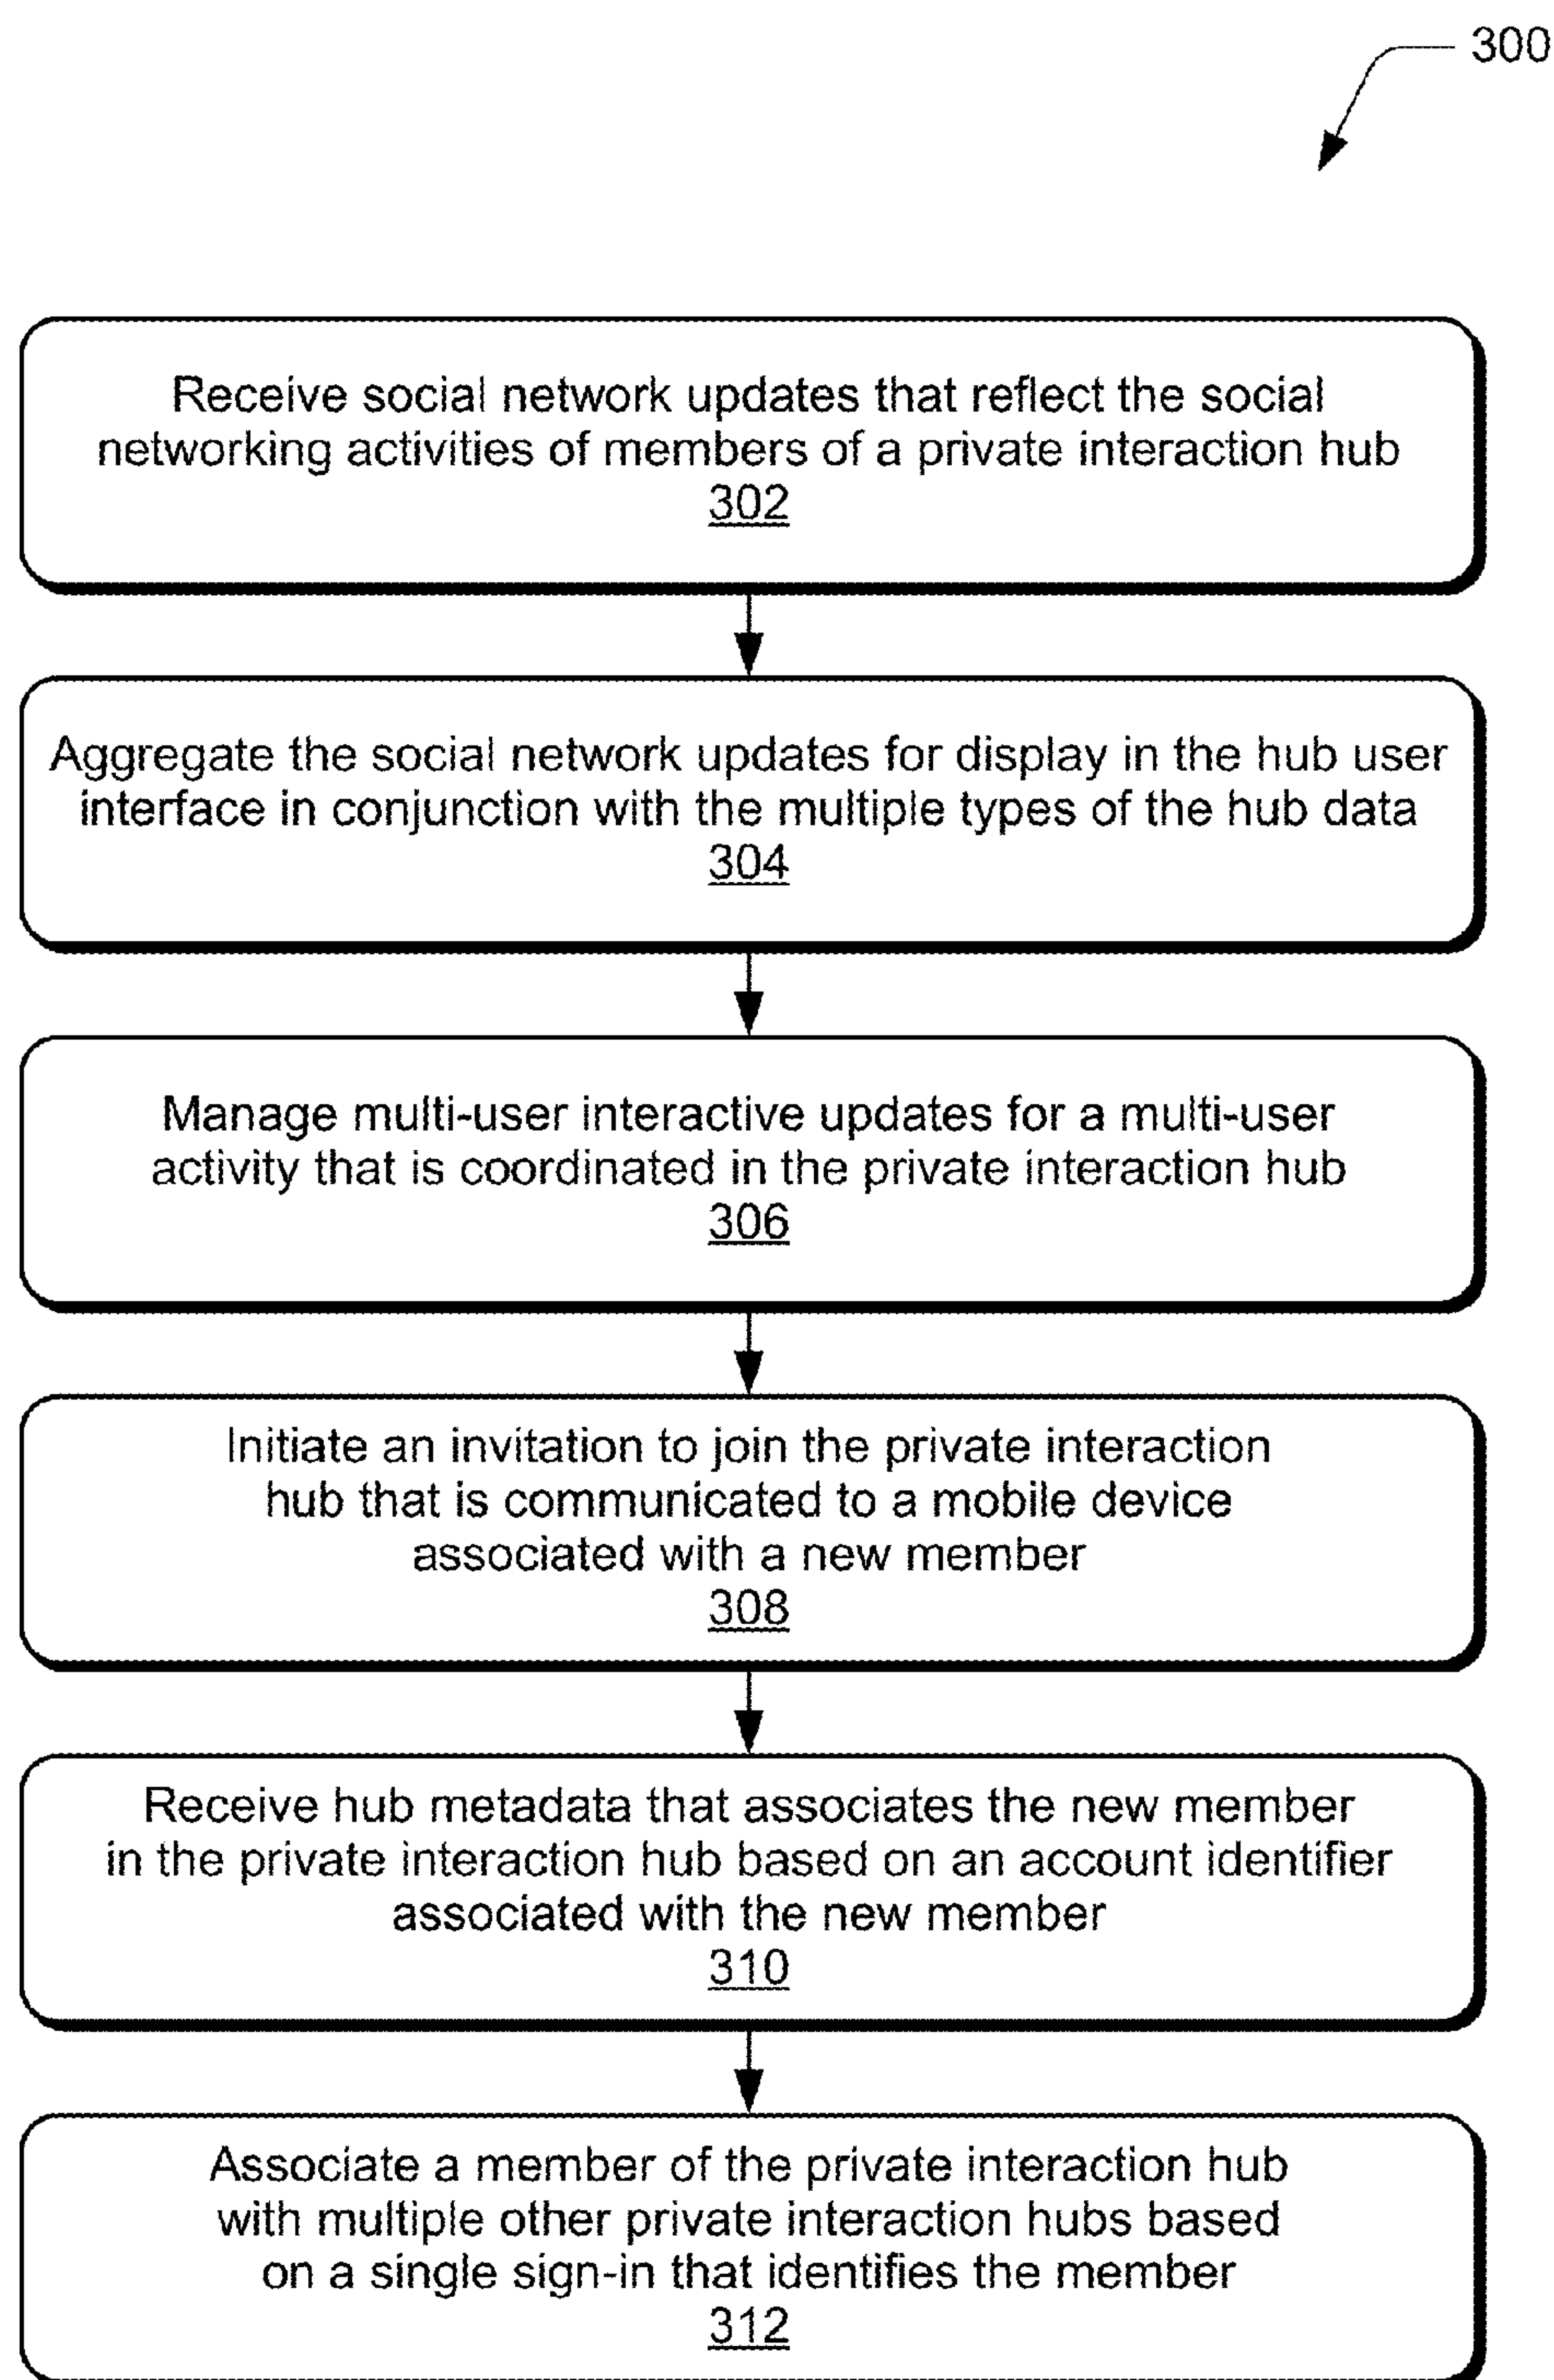 300
Receive social network updates that reflect the social
networking activities of members of a private interaction hub
302
Aggregate the social network updates for display in the hub user
interface in conjunction with the multiple types of the hub data
304
Manage multi-user interactive updates for a multi-user
activity that is coordinated in the private interaction hub
306
Initiate an invitation to join the private interaction
hub that is communicated to a mobile device
associated with a new member
308
Receive hub metadata that associates the new member
in the private interaction hub based on an account identifier
associated with the new member
310
Associate a member of the private interaction hub
with multiple other private interaction hubs based
on a single sign-in that identifies the member
312